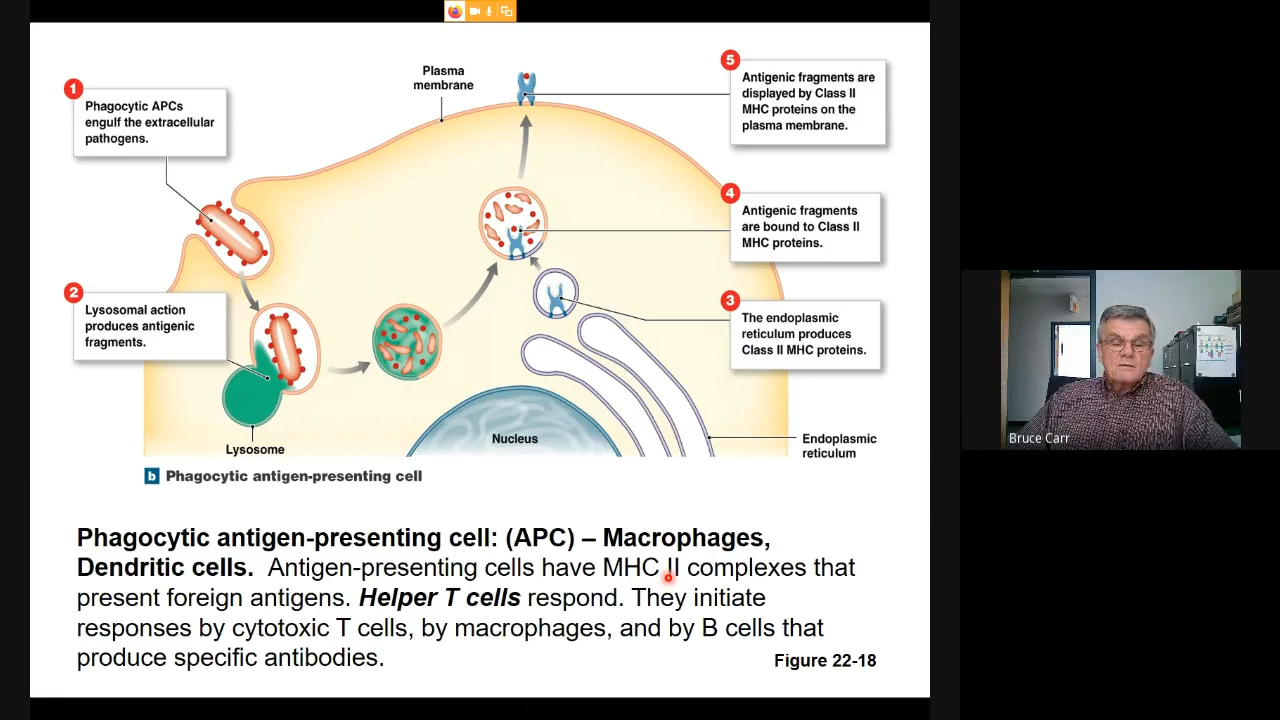 1
Phagocytic APCs
engulf the extracellular
pathogens.
Plasma
membrane
5
Antigenic fragments are
displayed by Class II
MHC proteins on the
plasma membrane.
4
Antigenic fragments
are bound to Class II
MHC proteins.
2
Lysosomal action
produces antigenic
fragments.
3
The endoplasmic
reticulum produces
Class II MHC proteins.
Nucleus
Lysosome
Endoplasmic
reticulum
b Phagocytic antigen-presenting cell
Phagocytic antigen-presenting cell: (APC) – Macrophages,
Dendritic cells. Antigen-presenting cells have MHC II complexes that
present foreign antigens. Helper T cells respond. They initiate
responses by cytotoxic T cells, by macrophages, and by B cells that
produce specific antibodies.
Figure 22-18
Bruce Carr